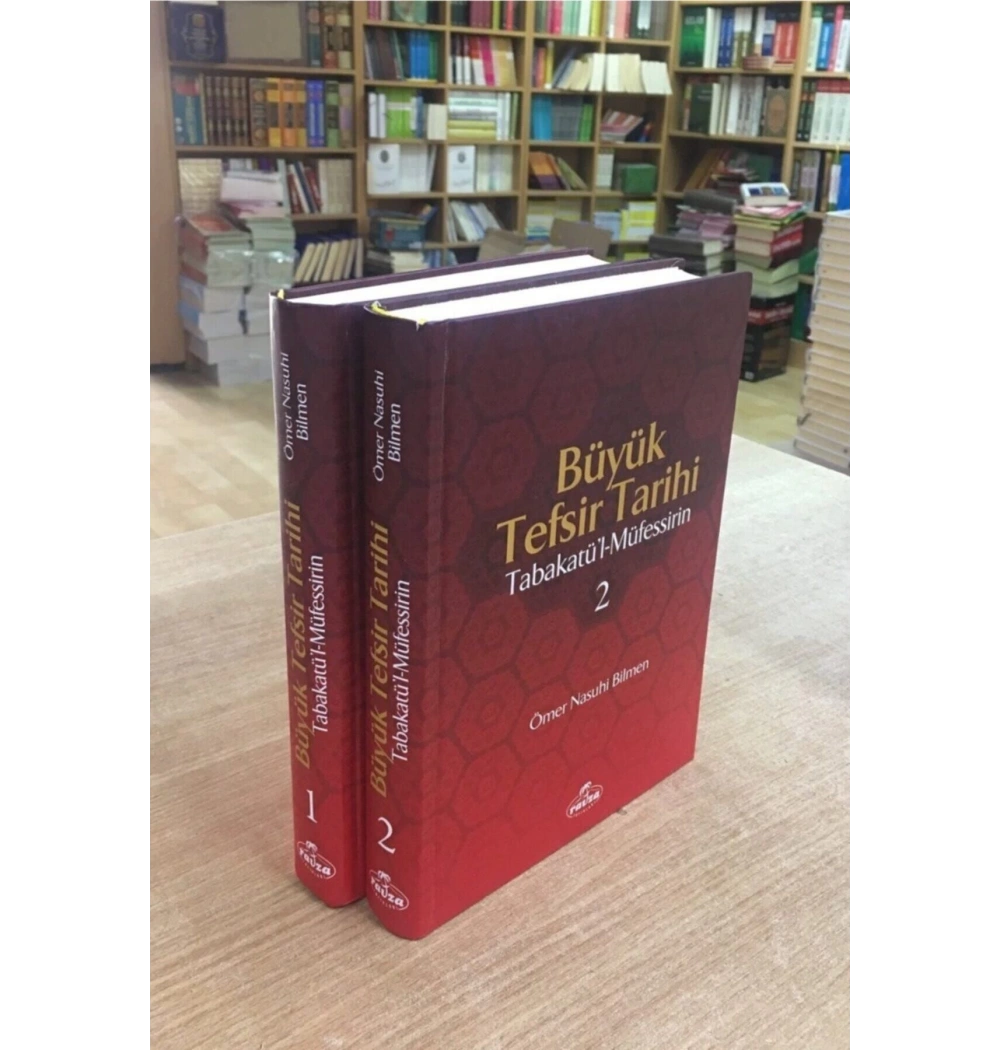 Ömer Nasuhi
Bilmen
Büyük Tefsir Tarihi
Tabakatü'l-Müfessirin
1
ravza
Ömer Nasuhi
Bilmen
Büyük Tefsir Tarihi
Tabakatü'l-Müfessirin
2
ravza
Büyük
Tefsir Tarihi
Tabakatü'l-Müfessirin
2
Ömer Nasuhi Bilmen
ravza